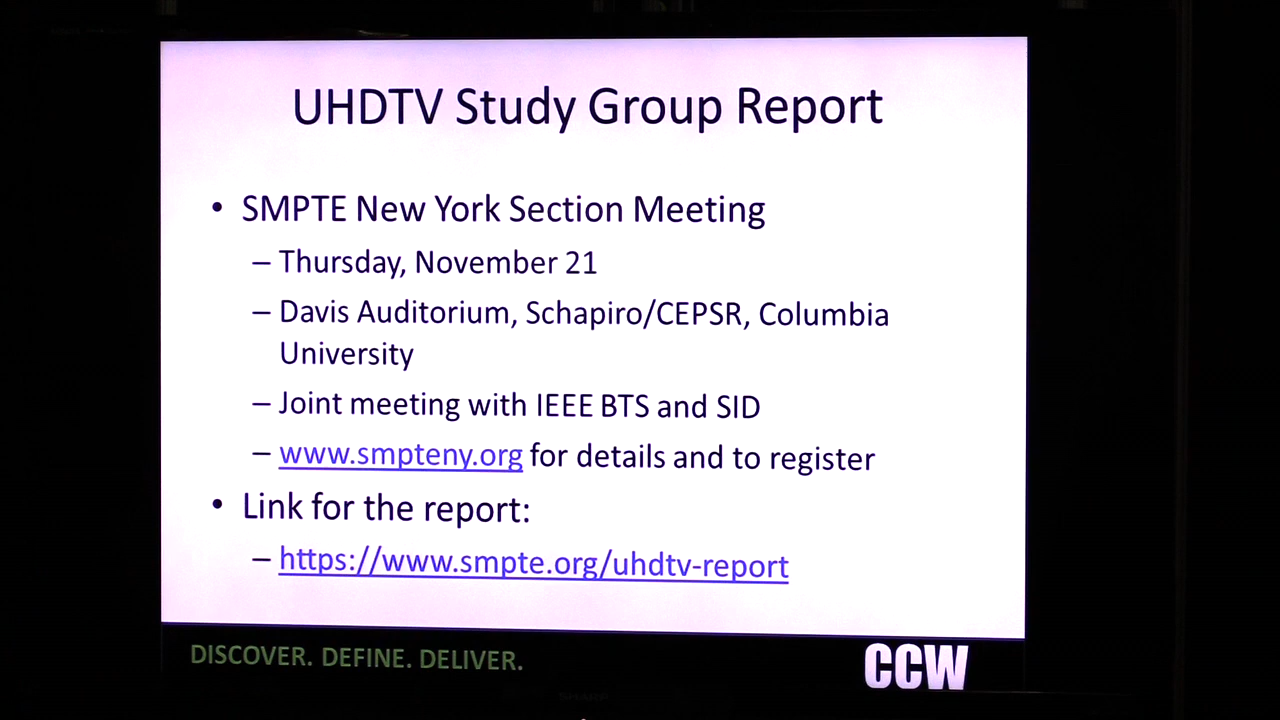 UHDTV Study Group Report
• SMPTE New York Section Meeting
– Thursday, November 21
– Davis Auditorium, Schapiro/CEPSR, Columbia
University
– Joint meeting with IEEE BTS and SID
– www.smpteny.org for details and to register
• Link for the report:
– https://www.smpte.org/uhdtv-report
DISCOVER. DEFINE. DELIVER.
CCW
SHARP